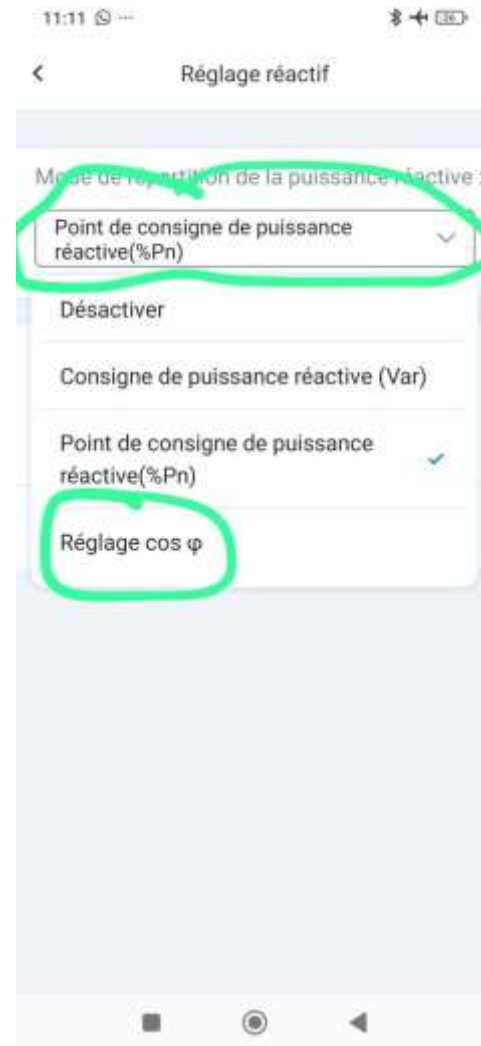 11:11 ...
36
Réglage réactif
Mode de répartition de la puissance réactive :
Point de consigne de puissance
réactive(%Pn)
Désactiver
Consigne de puissance réactive (Var)
Point de consigne de puissance
réactive(%Pn)
Réglage cos φ